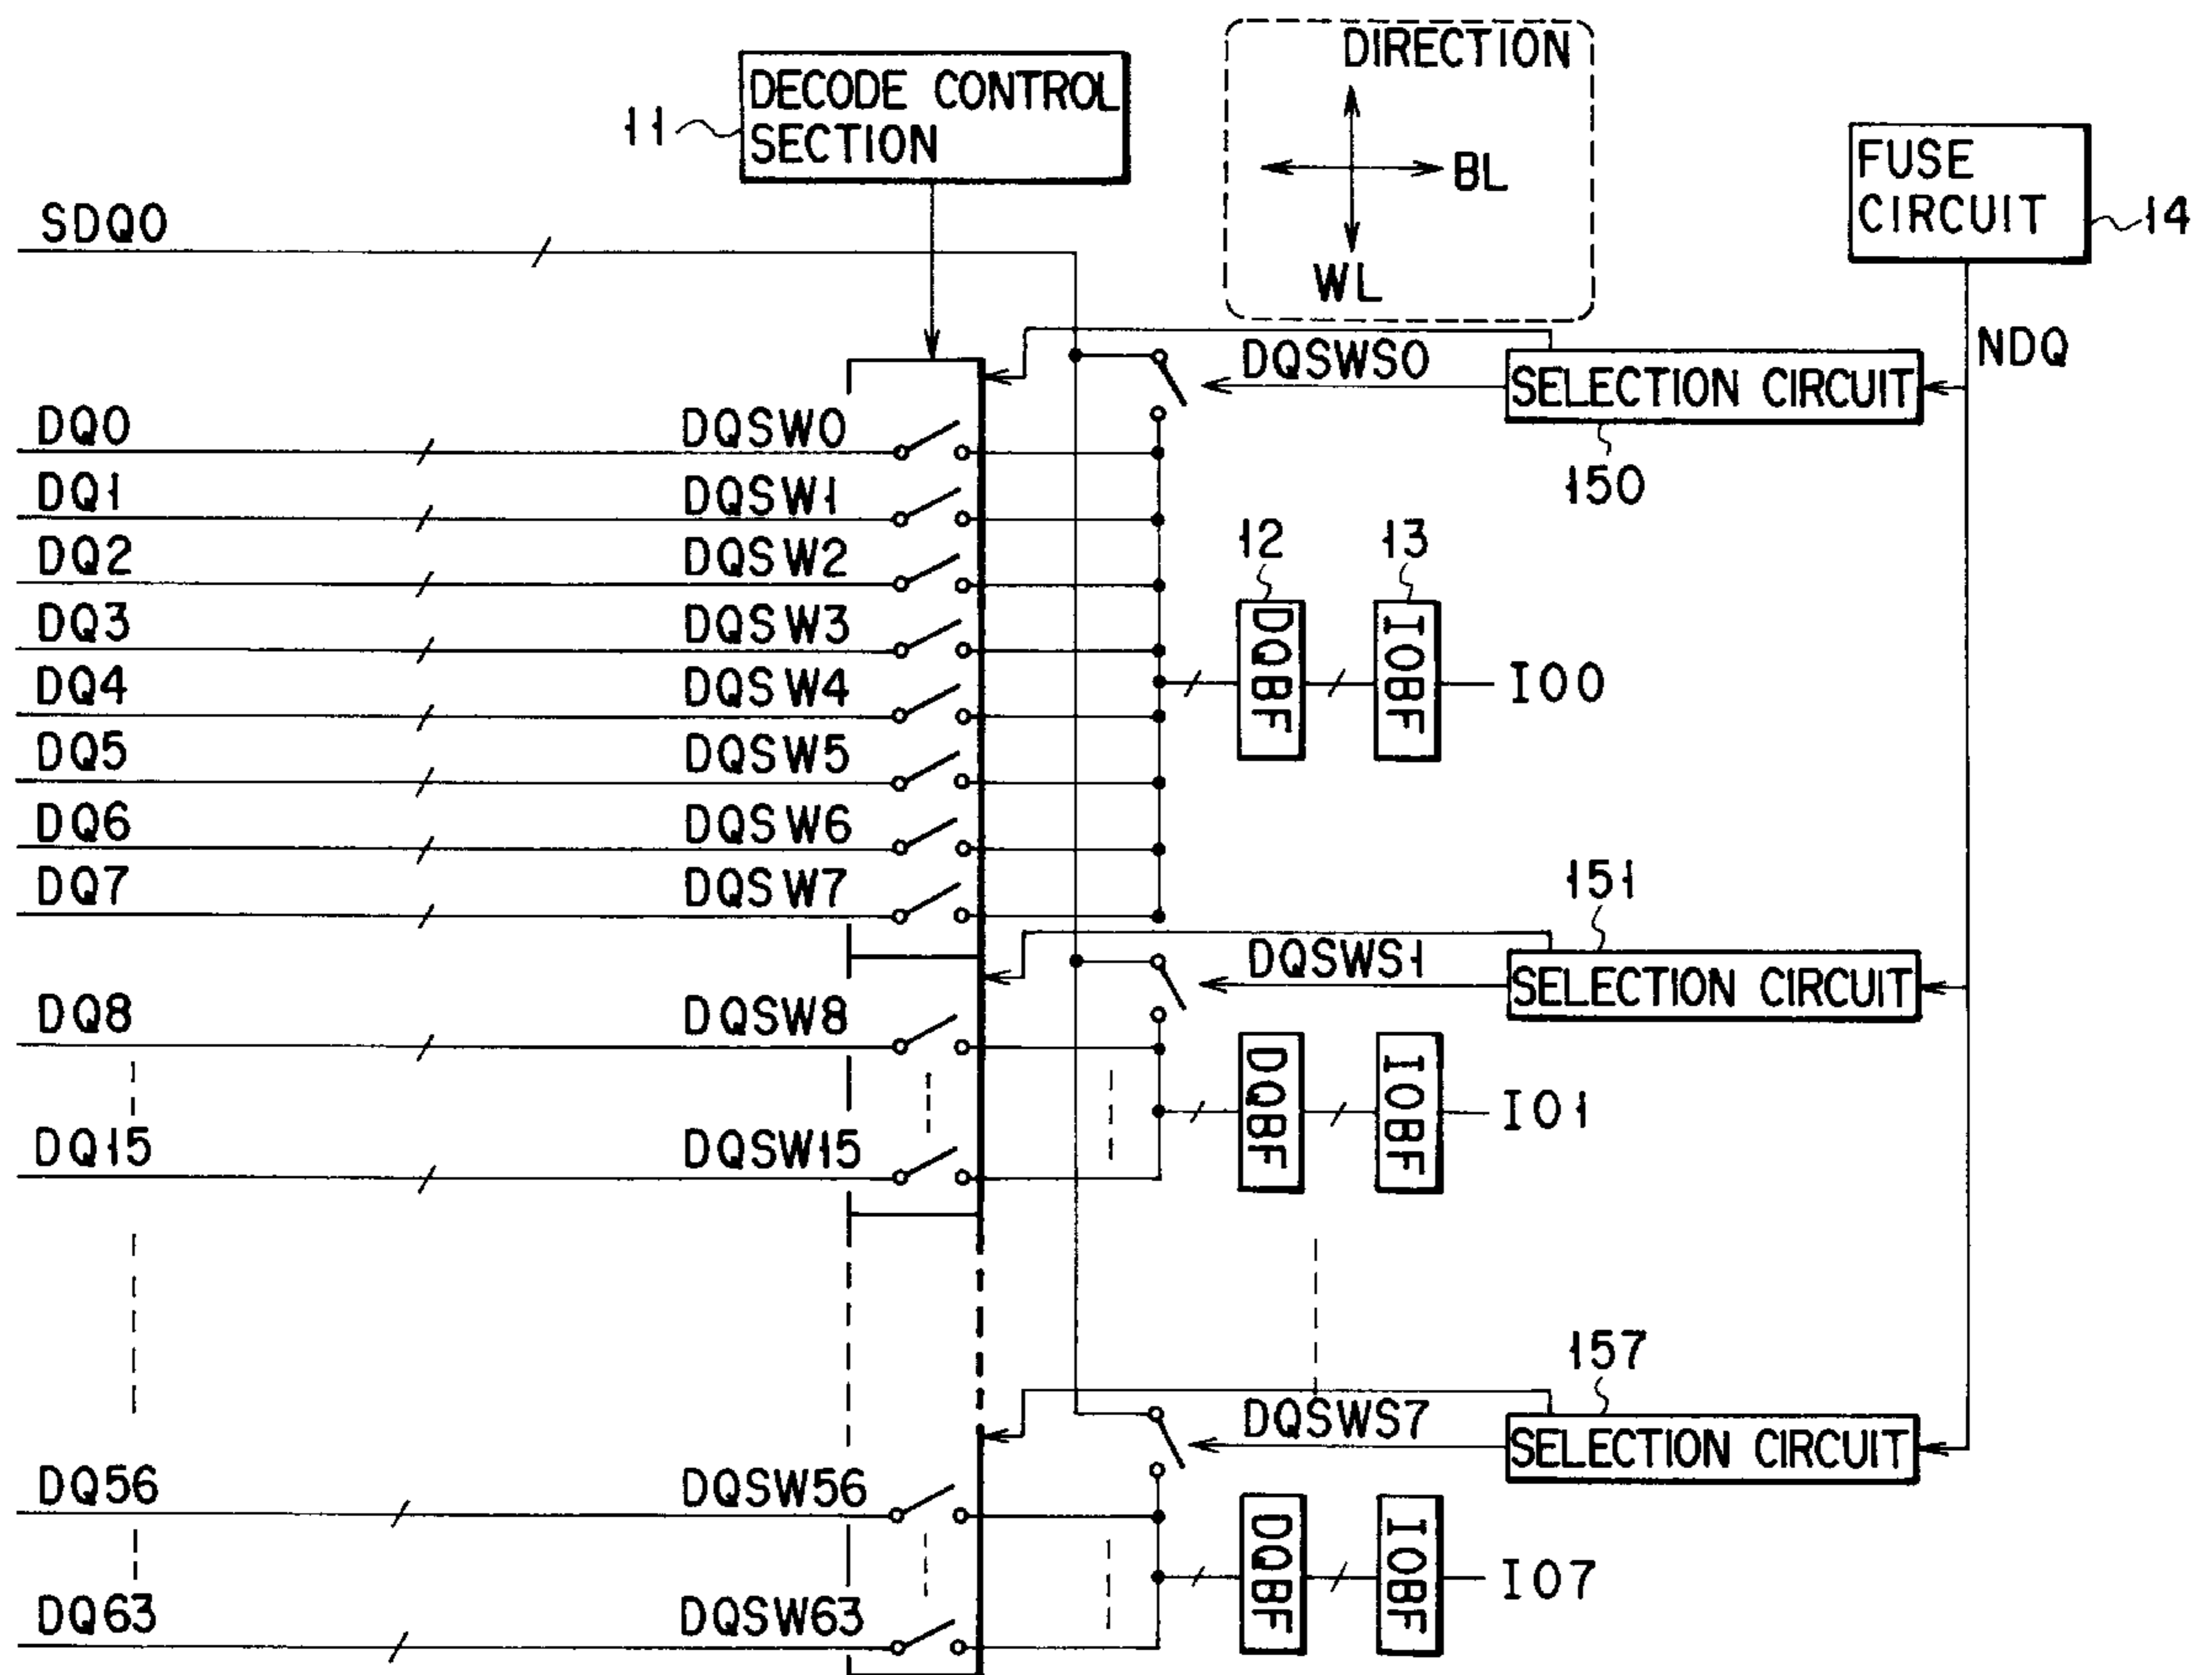 DIRECTION
BL
WL
DECODE CONTROL
SECTION
11
FUSE
CIRCUIT
14
SDQ0
NDQ
DQSWS0
SELECTION CIRCUIT
150
DQ0
DQSW0
DQ1
DQSW1
DQ2
DQSW2
DQ3
DQSW3
DQ4
DQSW4
DQ5
DQSW5
DQ6
DQSW6
DQ7
DQSW7
12
13
DQBF
IOBF
IO0
151
DQSWS1
SELECTION CIRCUIT
DQ8
DQSW8
DQBF
IOBF
IO1
DQ15
DQSW15
157
DQSWS7
SELECTION CIRCUIT
DQ56
DQSW56
DQBF
IOBF
IO7
DQ63
DQSW63